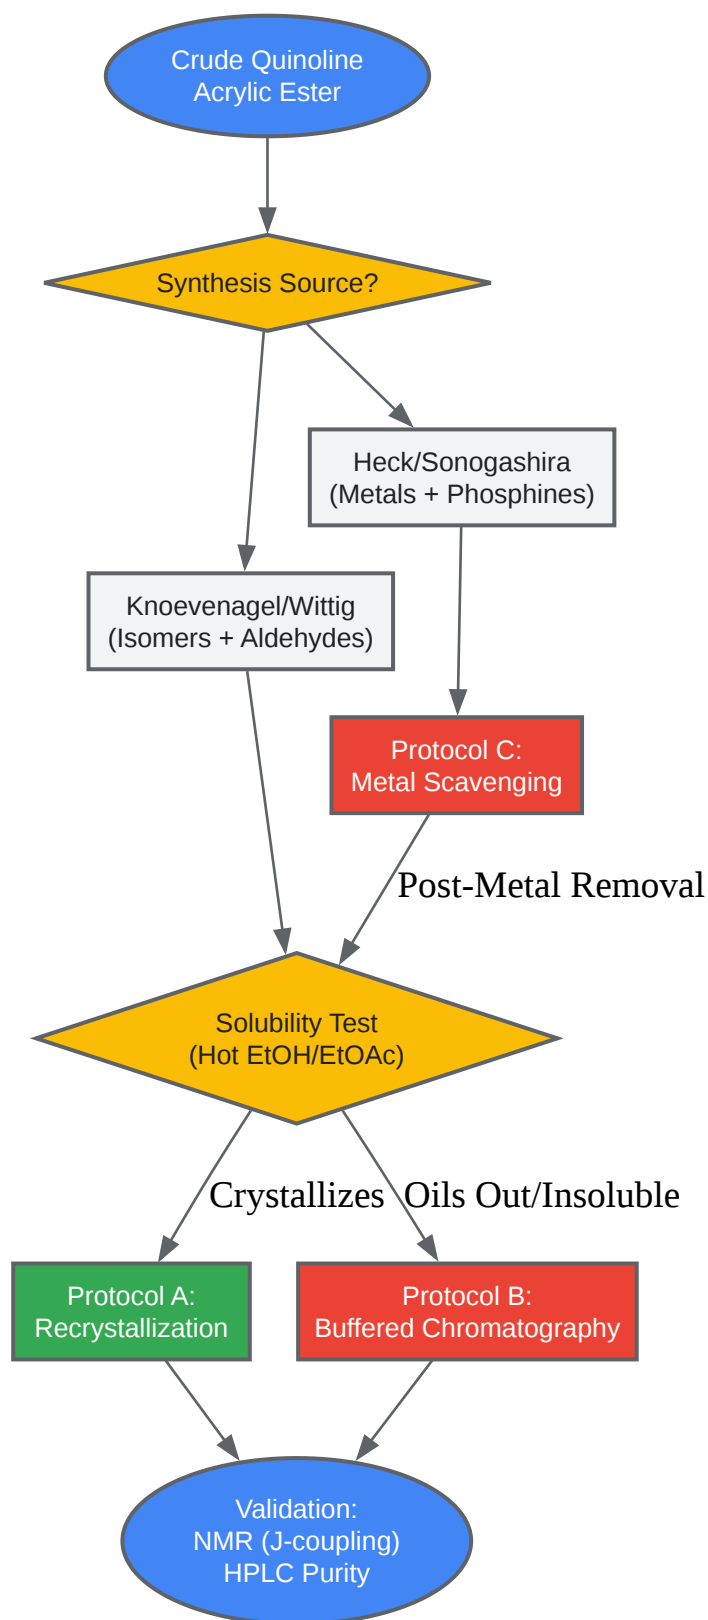 Crude Quinoline
Acrylic Ester
Synthesis Source?
Heck/Sonogashira
(Metals + Phosphines)
Knoevenagel/Wittig
(Isomers + Aldehydes)
Protocol C:
Metal Scavenging
Post-Metal Removal
Solubility Test
(Hot EtOH/EtOAc)
Crystallizes
Oils Out/Insoluble
Protocol A:
Recrystallization
Protocol B:
Buffered Chromatography
Validation:
NMR (J-coupling)
HPLC Purity